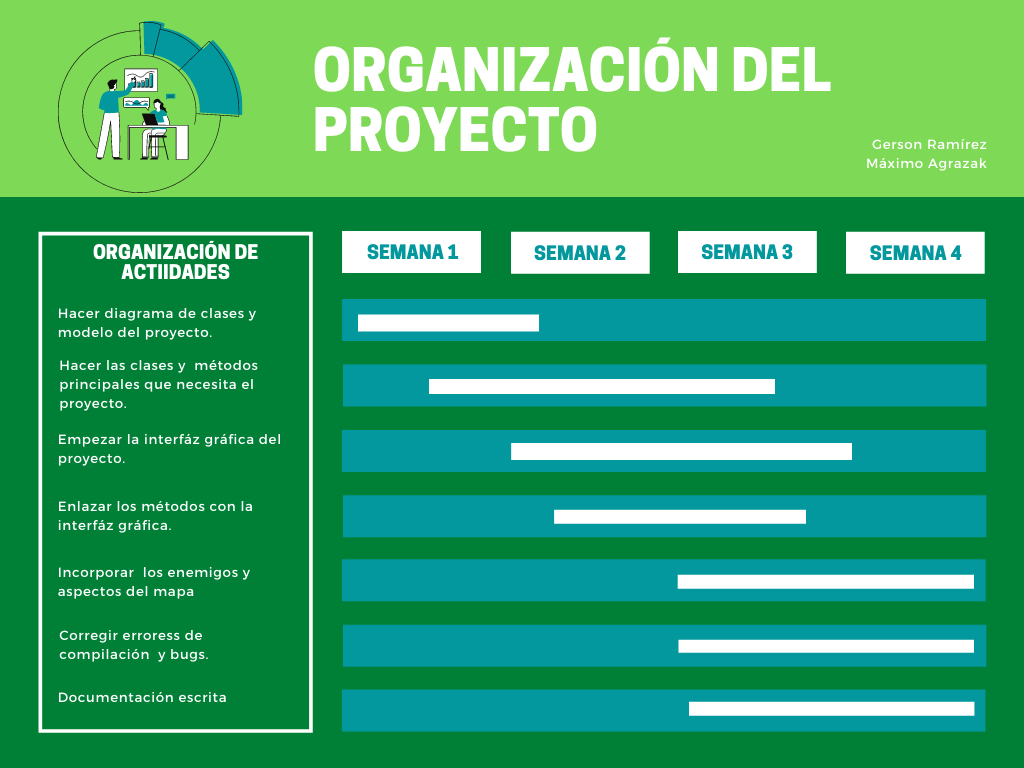 ORGANIZACIÓN DEL
PROYECTO
Gerson Ramírez
Máximo Agrazak
ORGANIZACIÓN DE
ACTIIDADES
SEMANA 1
SEMANA 2
SEMANA 3
SEMANA 4
Hacer diagrama de clases y
modelo del proyecto.
Hacer las clases y métodos
principales que necesita el
proyecto.
Empezar la interfáz gráfica del
proyecto.
Enlazar los métodos con la
interfáz gráfica.
Incorporar los enemigos y
aspectos del mapa
Corregir erroress de
compilación y bugs.
Documentación escrita